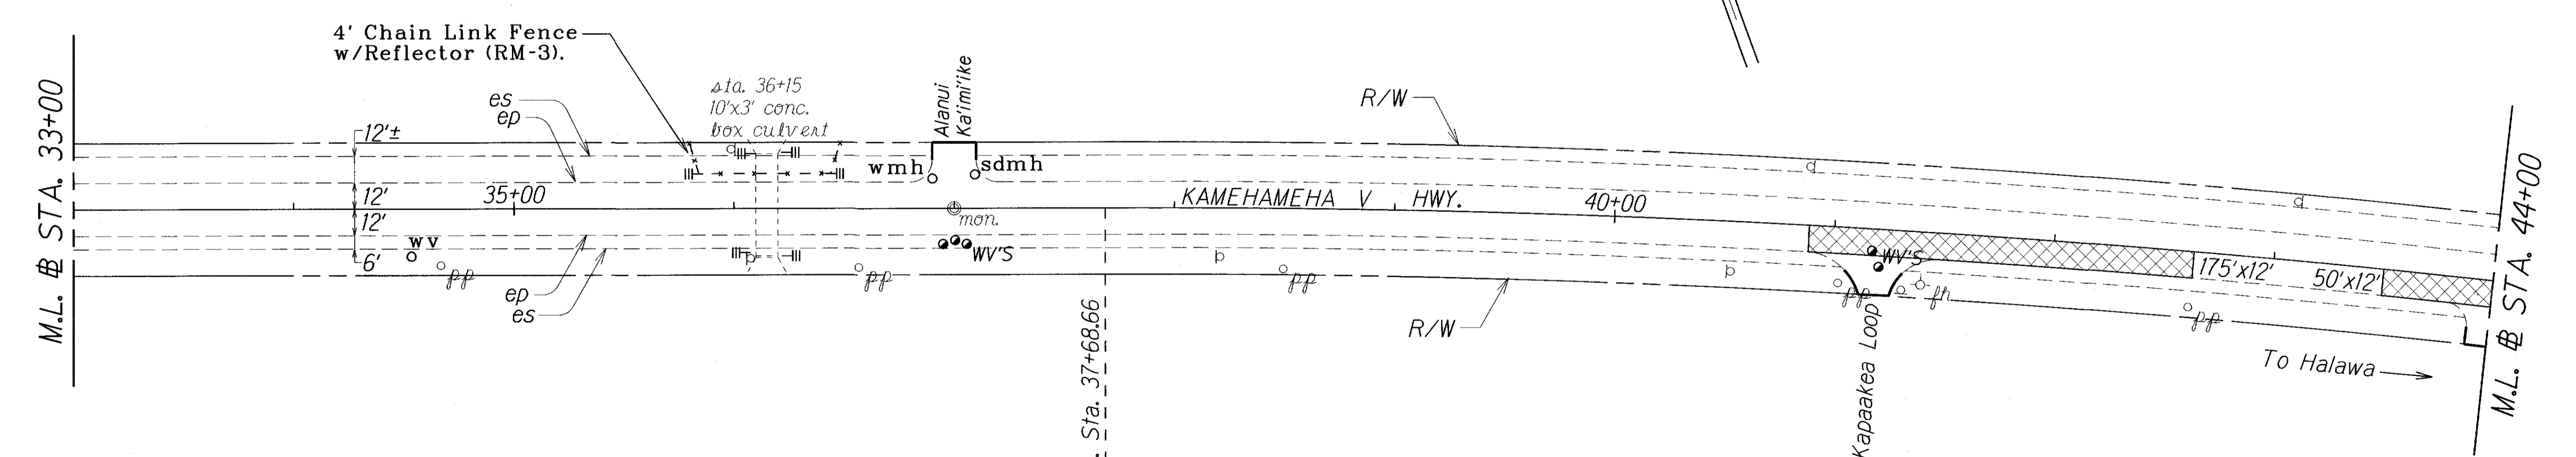 4' Chain Link Fence
w/Reflector (RM-3).
M.L. B STA. 33+00
es
ep
12'±
12'
12'
6'
sta. 36+15
10'x3' conc.
box culvert
d
Alanui
Ka'imi'ike
wmh
sdmh
35+00
wv
pp
p
pp
mon.
WV'S
ep
es
R/W
KAMEHAMEHA V HWY.
40+00
Sta. 37+68.66
p
pp
R/W
p
d
d
WV'S
pp
fh
Kapaakea Loop
175'x12'
50'x12'
pp
To Halawa
M.L. B STA. 44+00